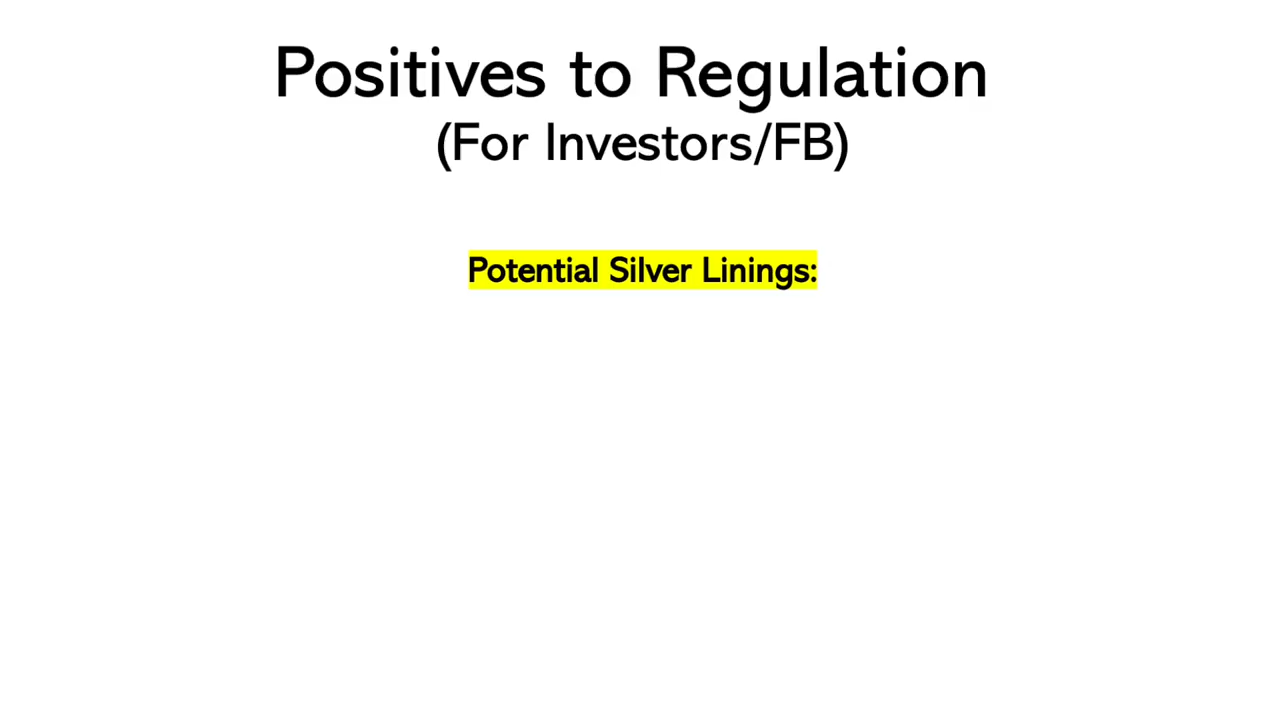 Positives to Regulation
(For Investors/FB)
Potential Silver Linings: